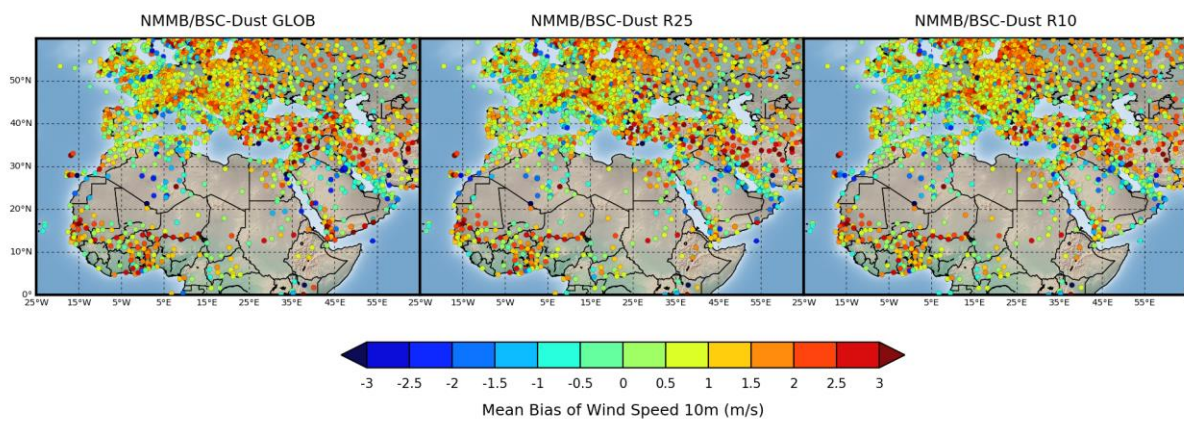 NMMB/BSC-Dust GLOB NMMB/BSC-Dust R25 NMMB/BSC-Dust R10
50°N
40°N
30°N
20°N
10°N
0°
25°W 15°W 5°W 5°E 15°E 25°E 35°E 45°E 55°E 25°W 15°W 5°W 5°E 15°E 25°E 35°E 45°E 55°E 25°W 15°W 5°W 5°E 15°E 25°E 35°E 45°E 55°E
-3 -2.5 -2 -1.5 -1 -0.5 0 0.5 1 1.5 2 2.5 3
Mean Bias of Wind Speed 10m (m/s)